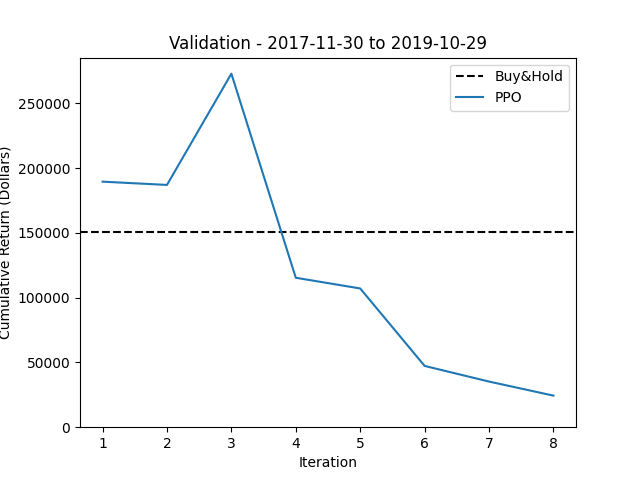 Validation - 2017-11-30 to 2019-10-29
Buy&Hold
PPO
Cumulative Return (Dollars)
250000
200000
150000
100000
50000
0
1 2 3 4 5 6 7 8
Iteration